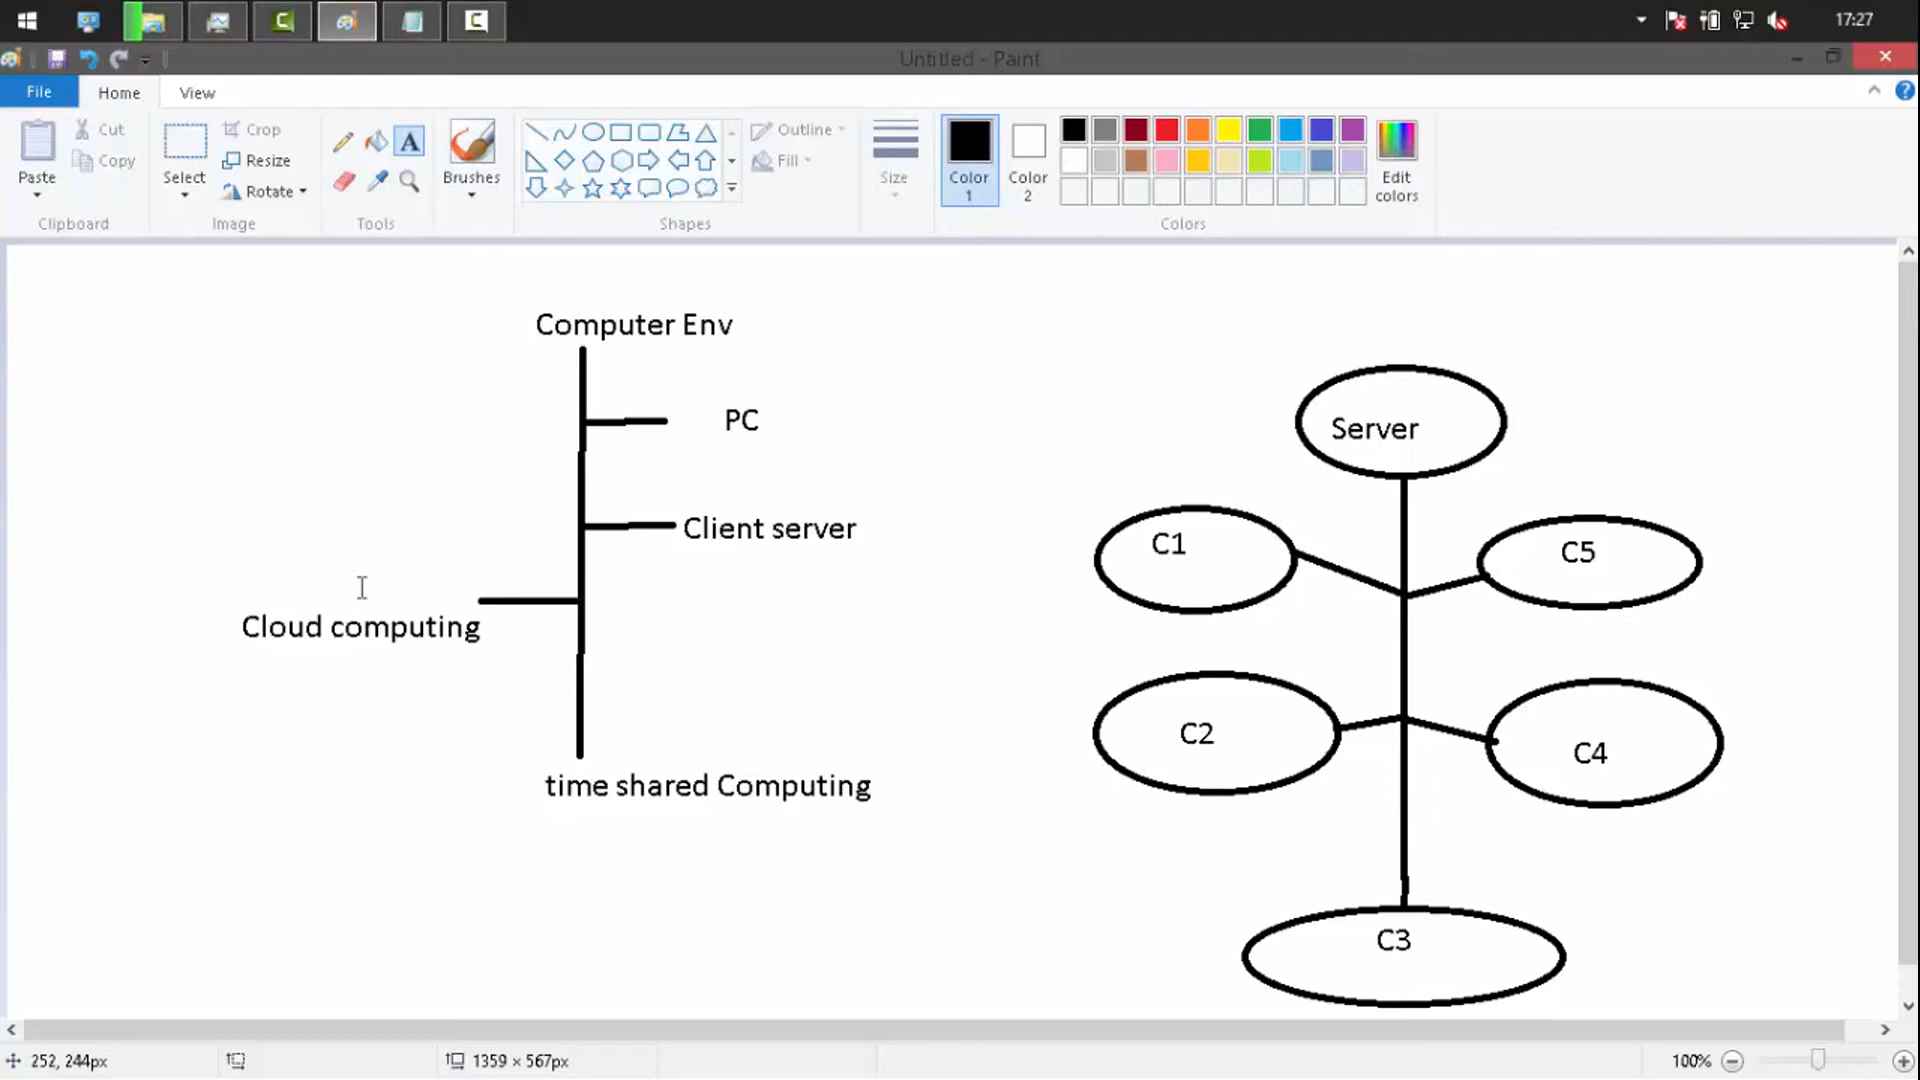 17:27
Untitled - Paint
File
Home
View
Paste
Cut
Copy
Clipboard
Select
Crop
Resize
Rotate
Image
A
Tools
Brushes
Shapes
Outline
Fill
Size
Color 1
Color 2
Edit colors
Colors
Computer Env
PC
Client server
Cloud computing
time shared Computing
Server
C1
C5
C2
C4
C3
252, 244px
1359 × 567px
100%